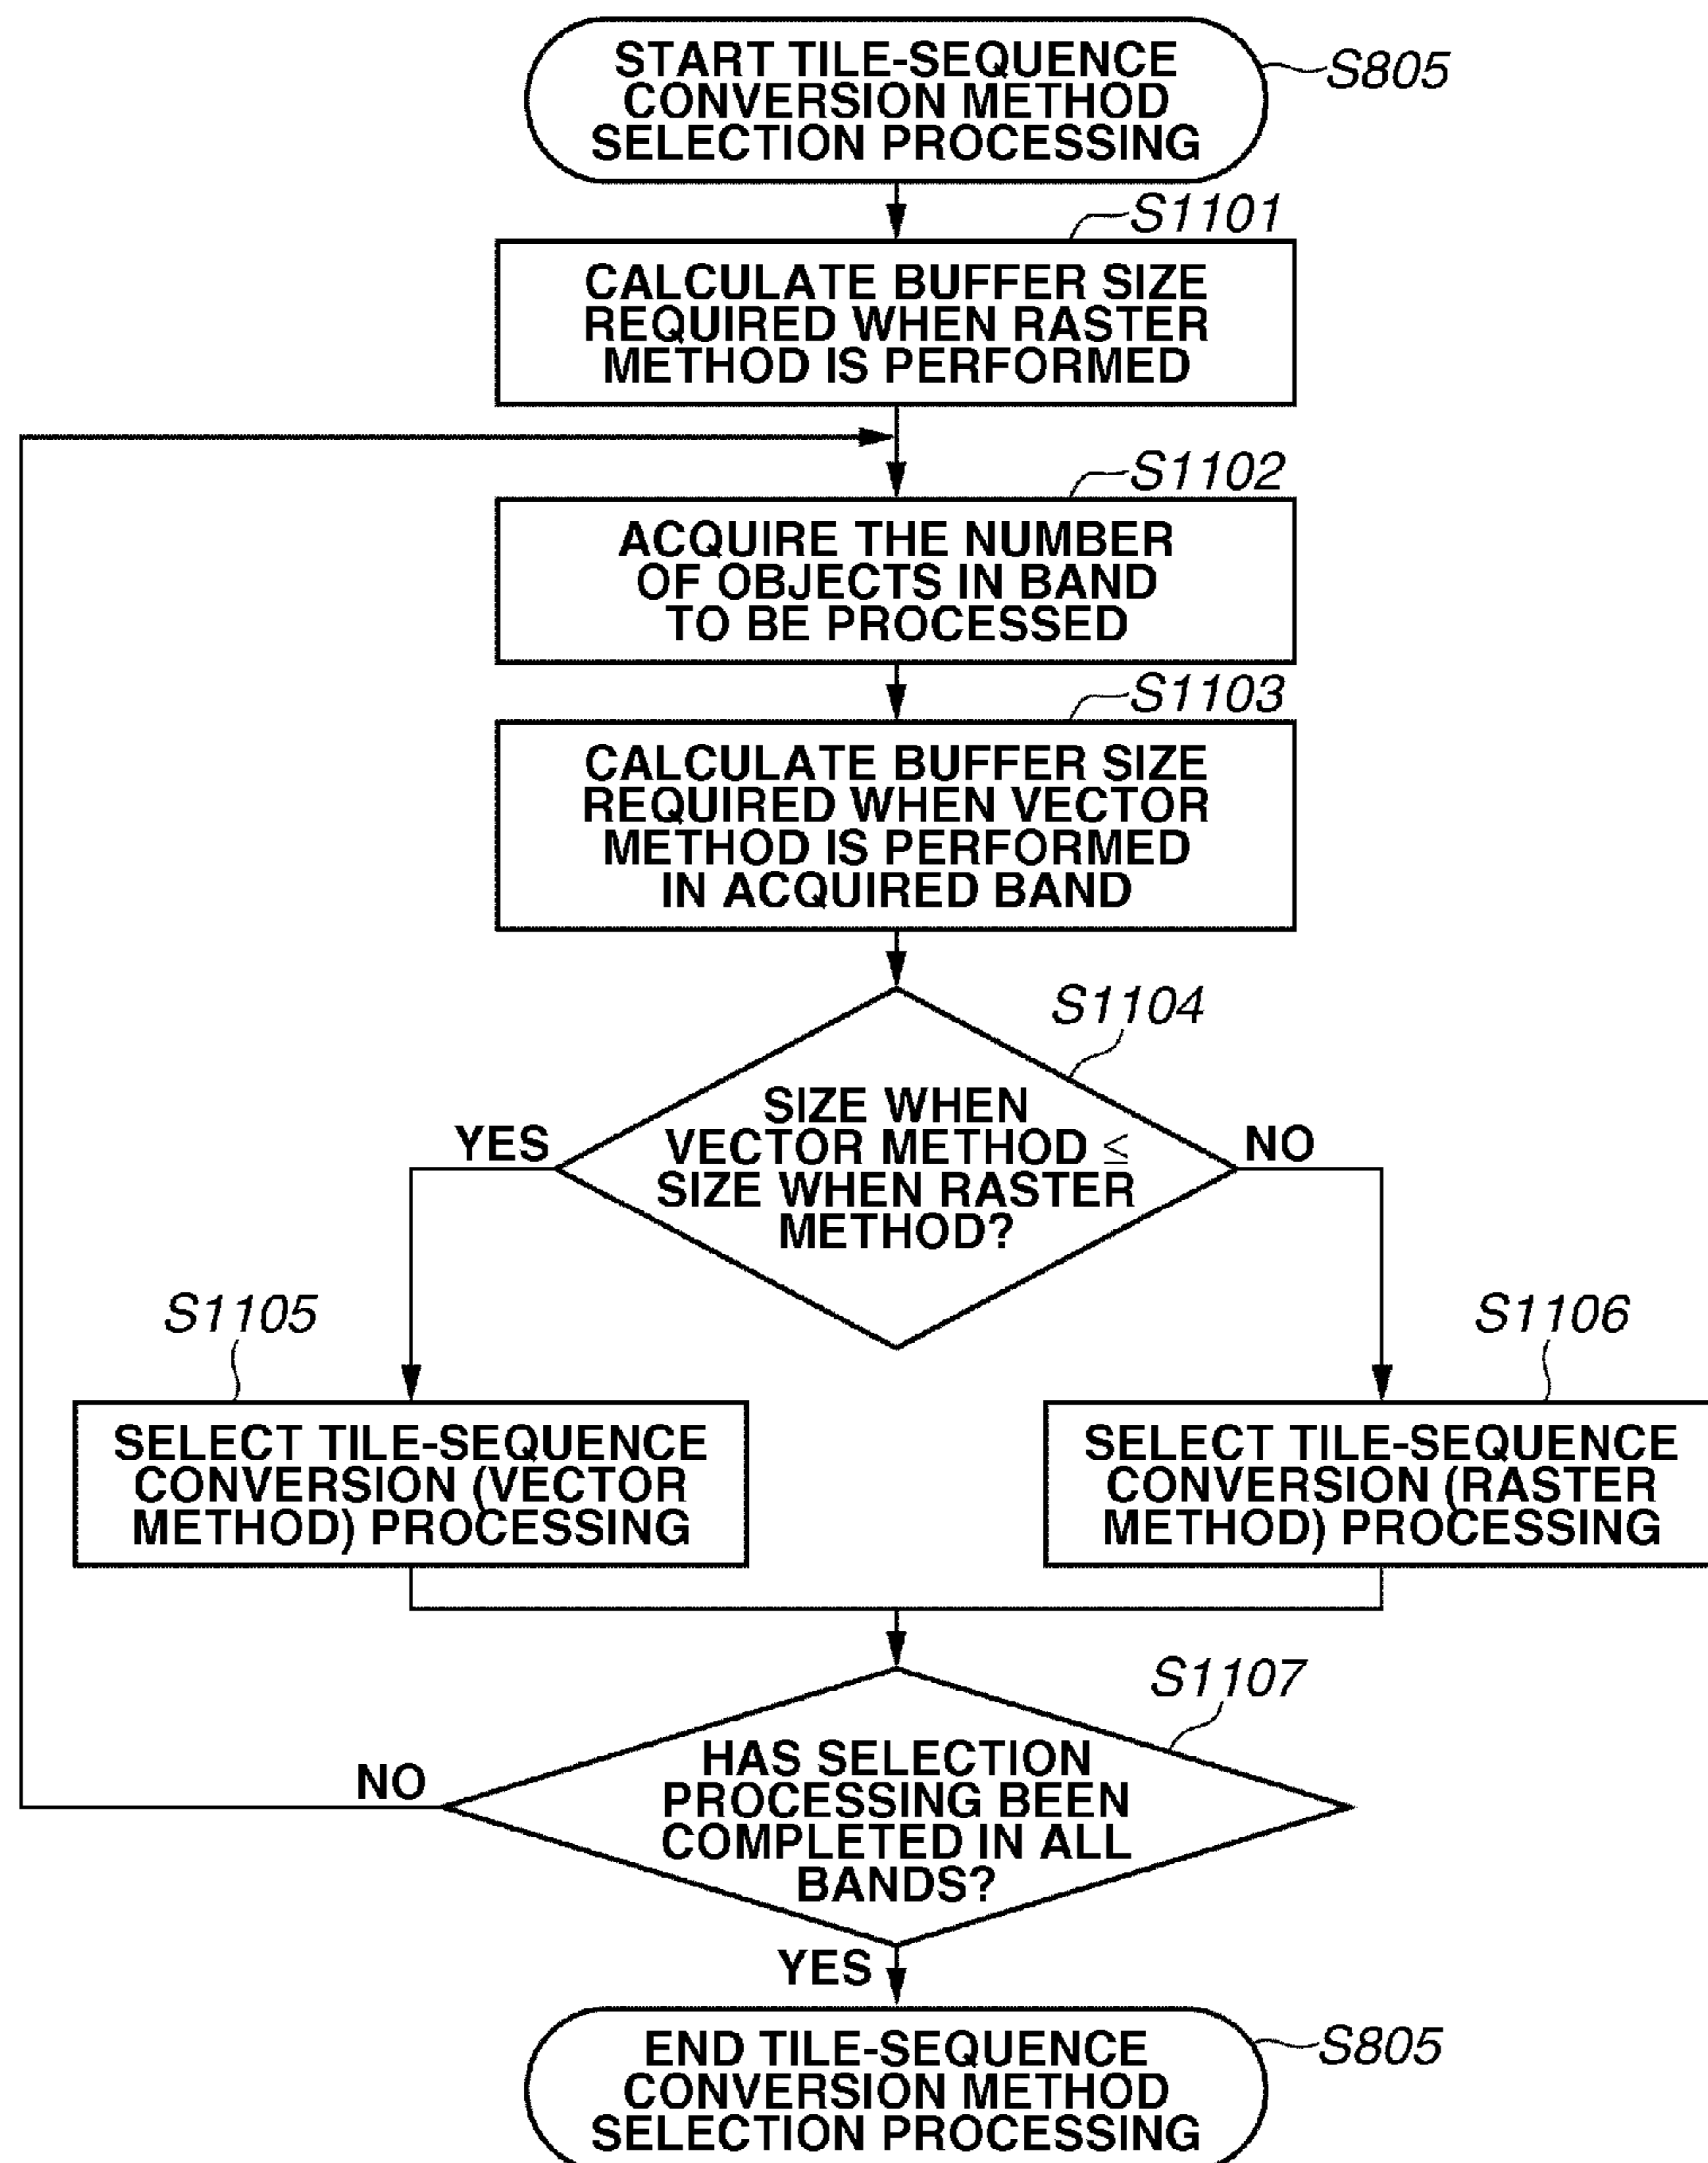 START TILE-SEQUENCE
CONVERSION METHOD
SELECTION PROCESSING
S805
S1101
CALCULATE BUFFER SIZE
REQUIRED WHEN RASTER
METHOD IS PERFORMED
S1102
ACQUIRE THE NUMBER
OF OBJECTS IN BAND
TO BE PROCESSED
S1103
CALCULATE BUFFER SIZE
REQUIRED WHEN VECTOR
METHOD IS PERFORMED
IN ACQUIRED BAND
S1104
SIZE WHEN
VECTOR METHOD ≤
SIZE WHEN RASTER
METHOD?
YES
NO
S1105
SELECT TILE-SEQUENCE
CONVERSION (VECTOR
METHOD) PROCESSING
S1106
SELECT TILE-SEQUENCE
CONVERSION (RASTER
METHOD) PROCESSING
S1107
HAS SELECTION
PROCESSING BEEN
COMPLETED IN ALL
BANDS?
NO
YES
END TILE-SEQUENCE
CONVERSION METHOD
SELECTION PROCESSING
S805